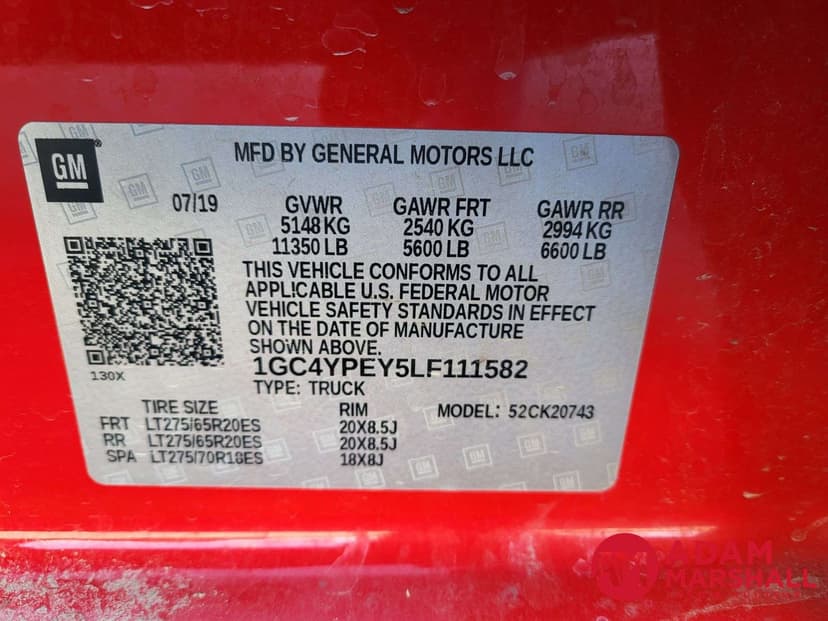 GM
MFD BY GENERAL MOTORS LLC
07/19 GVWR GAWR FRT GAWR RR
5148 KG 2540 KG 2994 KG
11350 LB 5600 LB 6600 LB
THIS VEHICLE CONFORMS TO ALL
APPLICABLE U.S. FEDERAL MOTOR
VEHICLE SAFETY STANDARDS IN EFFECT
ON THE DATE OF MANUFACTURE
SHOWN ABOVE.
130X
1GC4YPEY5LF111582
TYPE: TRUCK
TIRE SIZE RIM MODEL: 52CK20743
FRT LT275/65R20ES 20X8.5J
RR LT275/65R20ES 20X8.5J
SPA LT275/70R18ES 18X8J
ADAM
MARSHALL